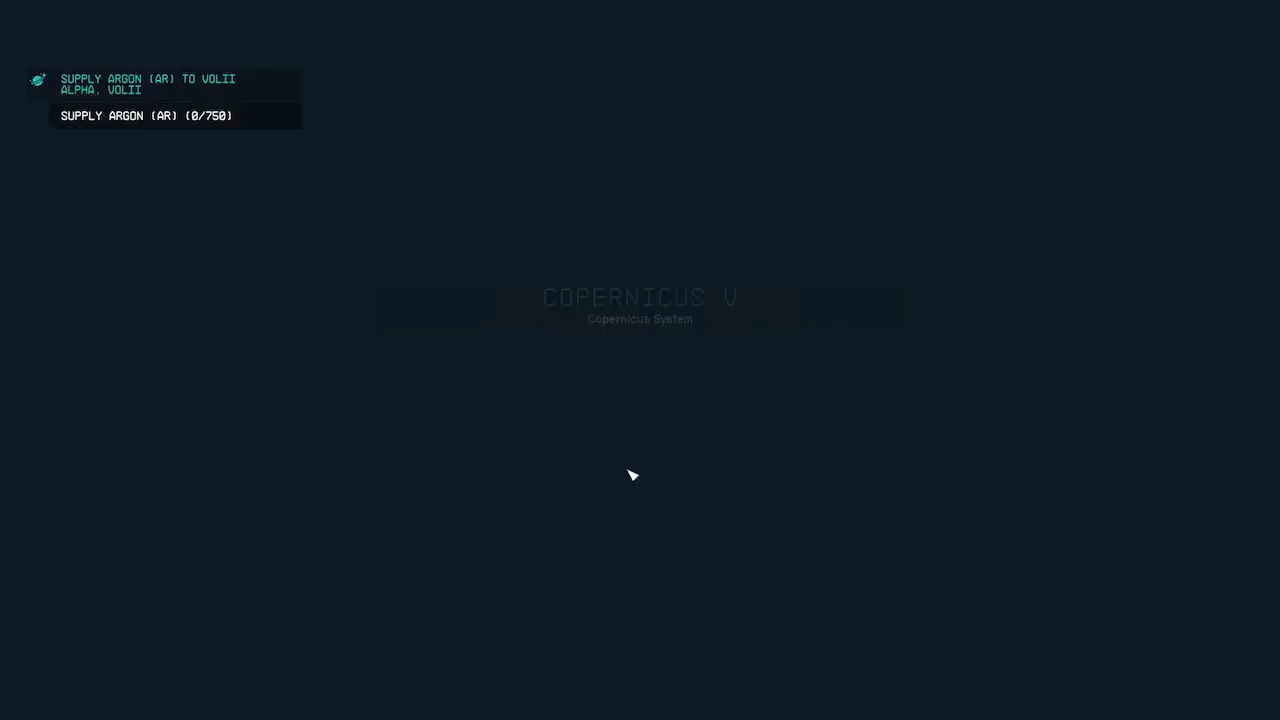 SUPPLY ARGON (AR) TO VOLII
ALPHA, VOLII
SUPPLY ARGON (AR) (0/750)
COPERNICUS V
Copernicus System